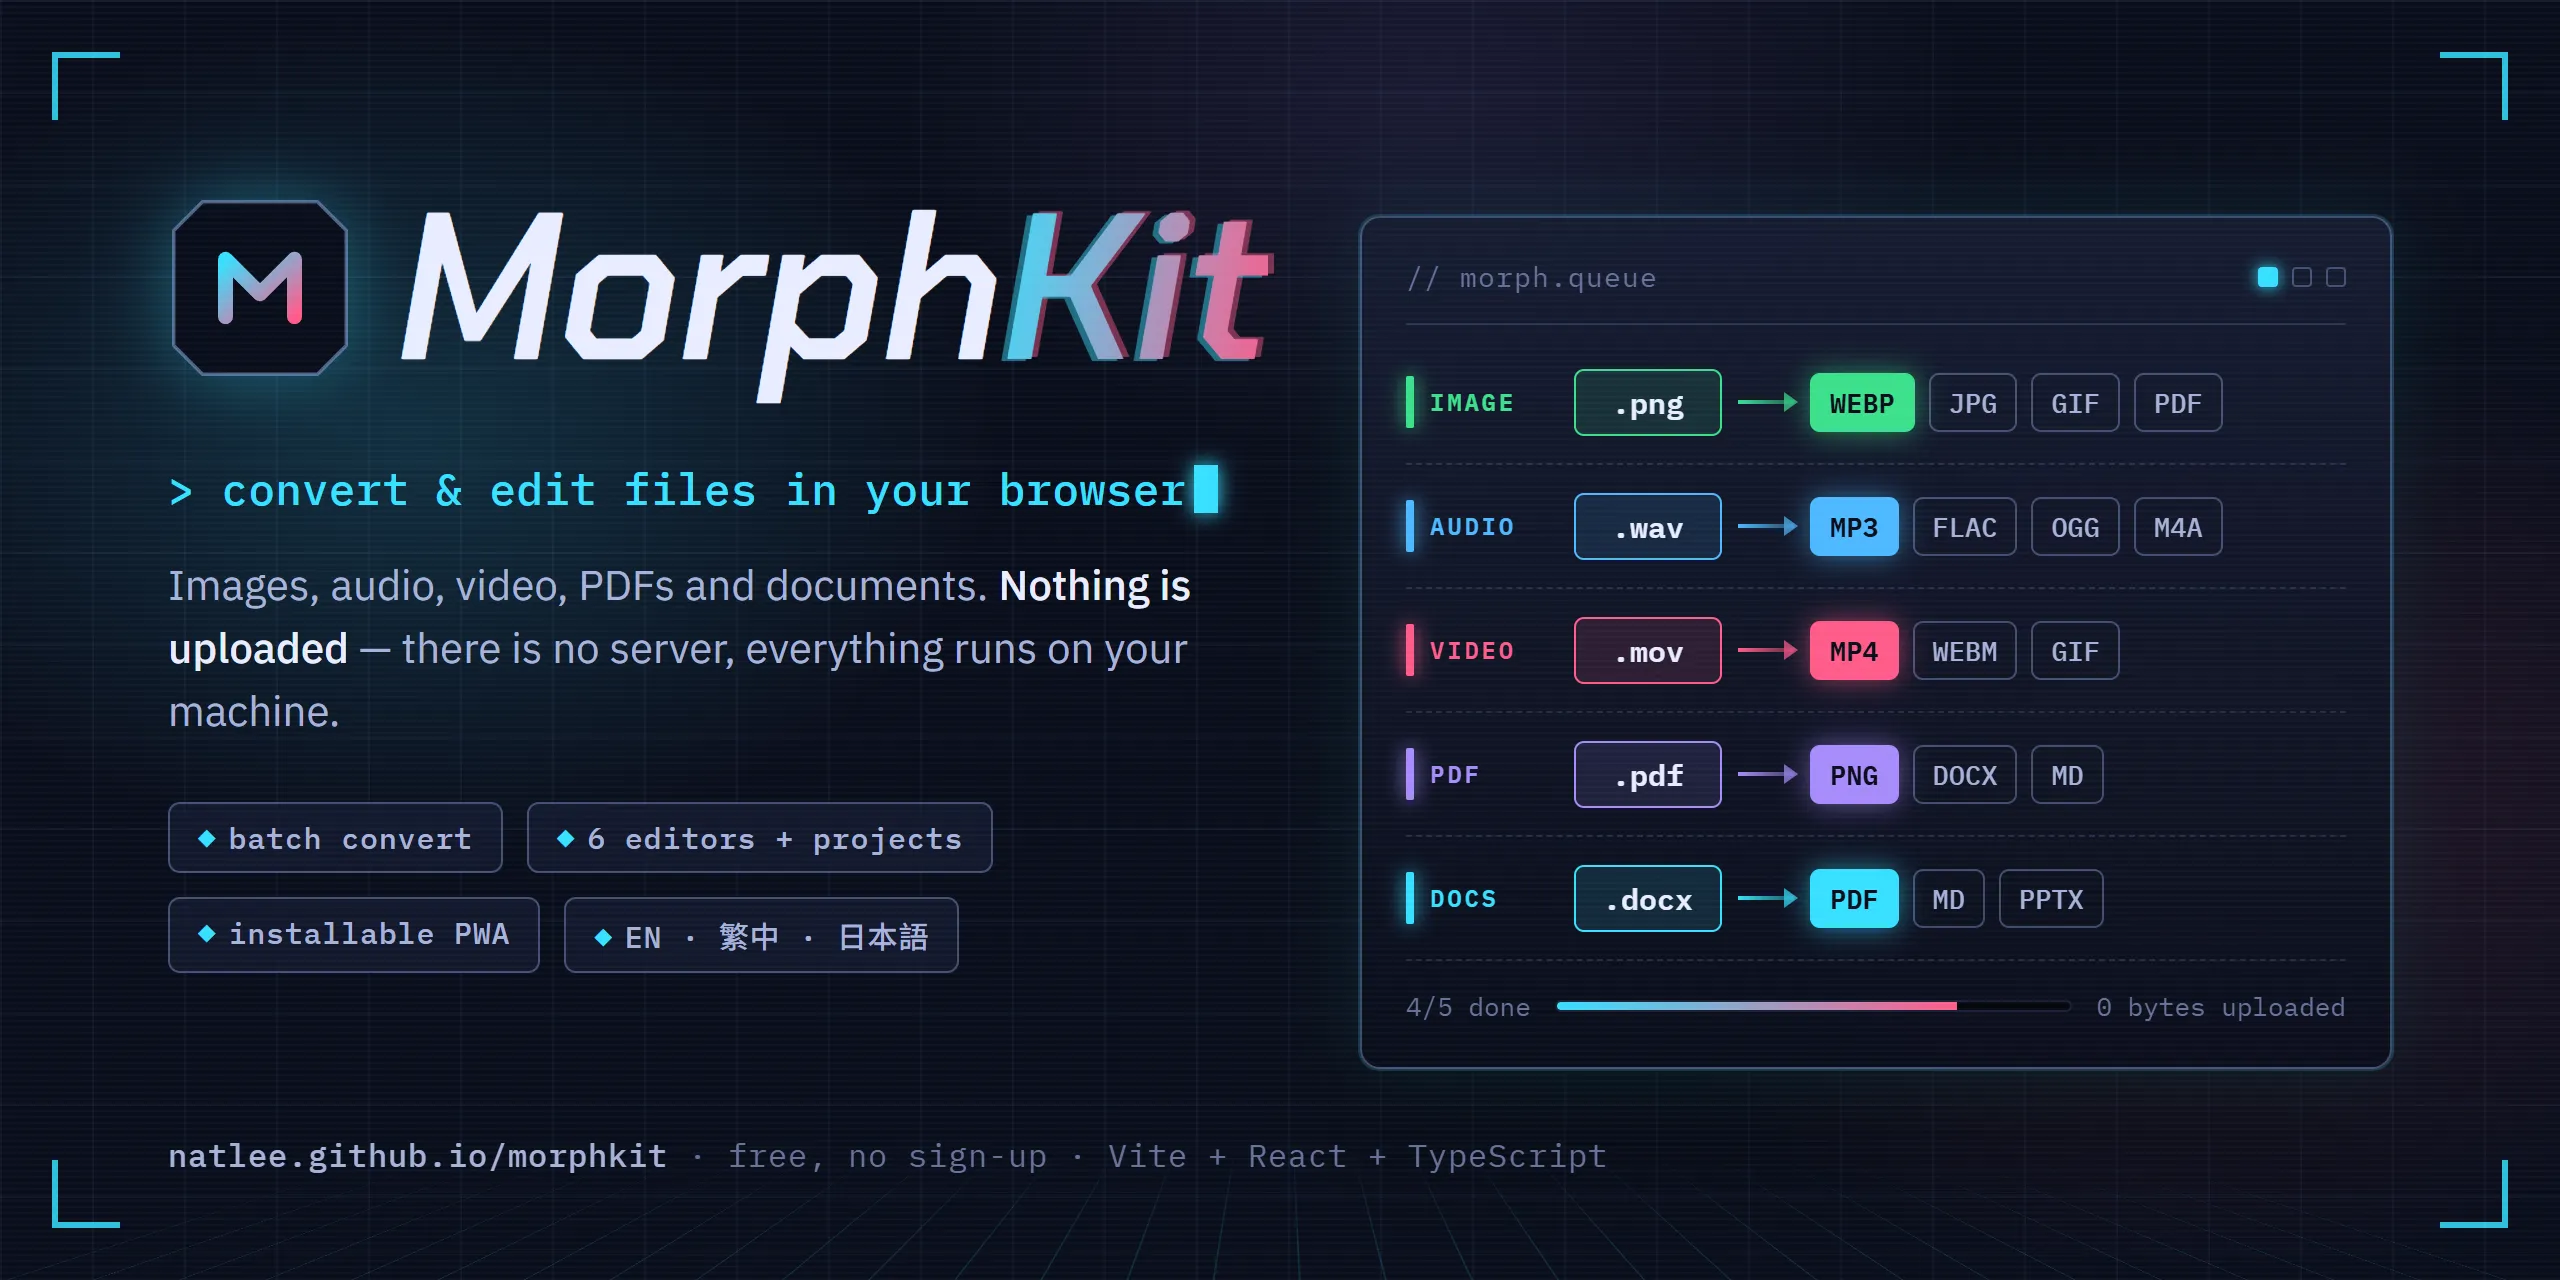 M
MorphKit
> convert & edit files in your browser
Images, audio, video, PDFs and documents. Nothing is
uploaded — there is no server, everything runs on your
machine.
batch convert
6 editors + projects
installable PWA
EN · 繁中 · 日本語
// morph.queue
IMAGE .png WEBP JPG GIF PDF
AUDIO .wav MP3 FLAC OGG M4A
VIDEO .mov MP4 WEBM GIF
PDF .pdf PNG DOCX MD
DOCS .docx PDF MD PPTX
4/5 done 0 bytes uploaded
natlee.github.io/morphkit · free, no sign-up · Vite + React + TypeScript